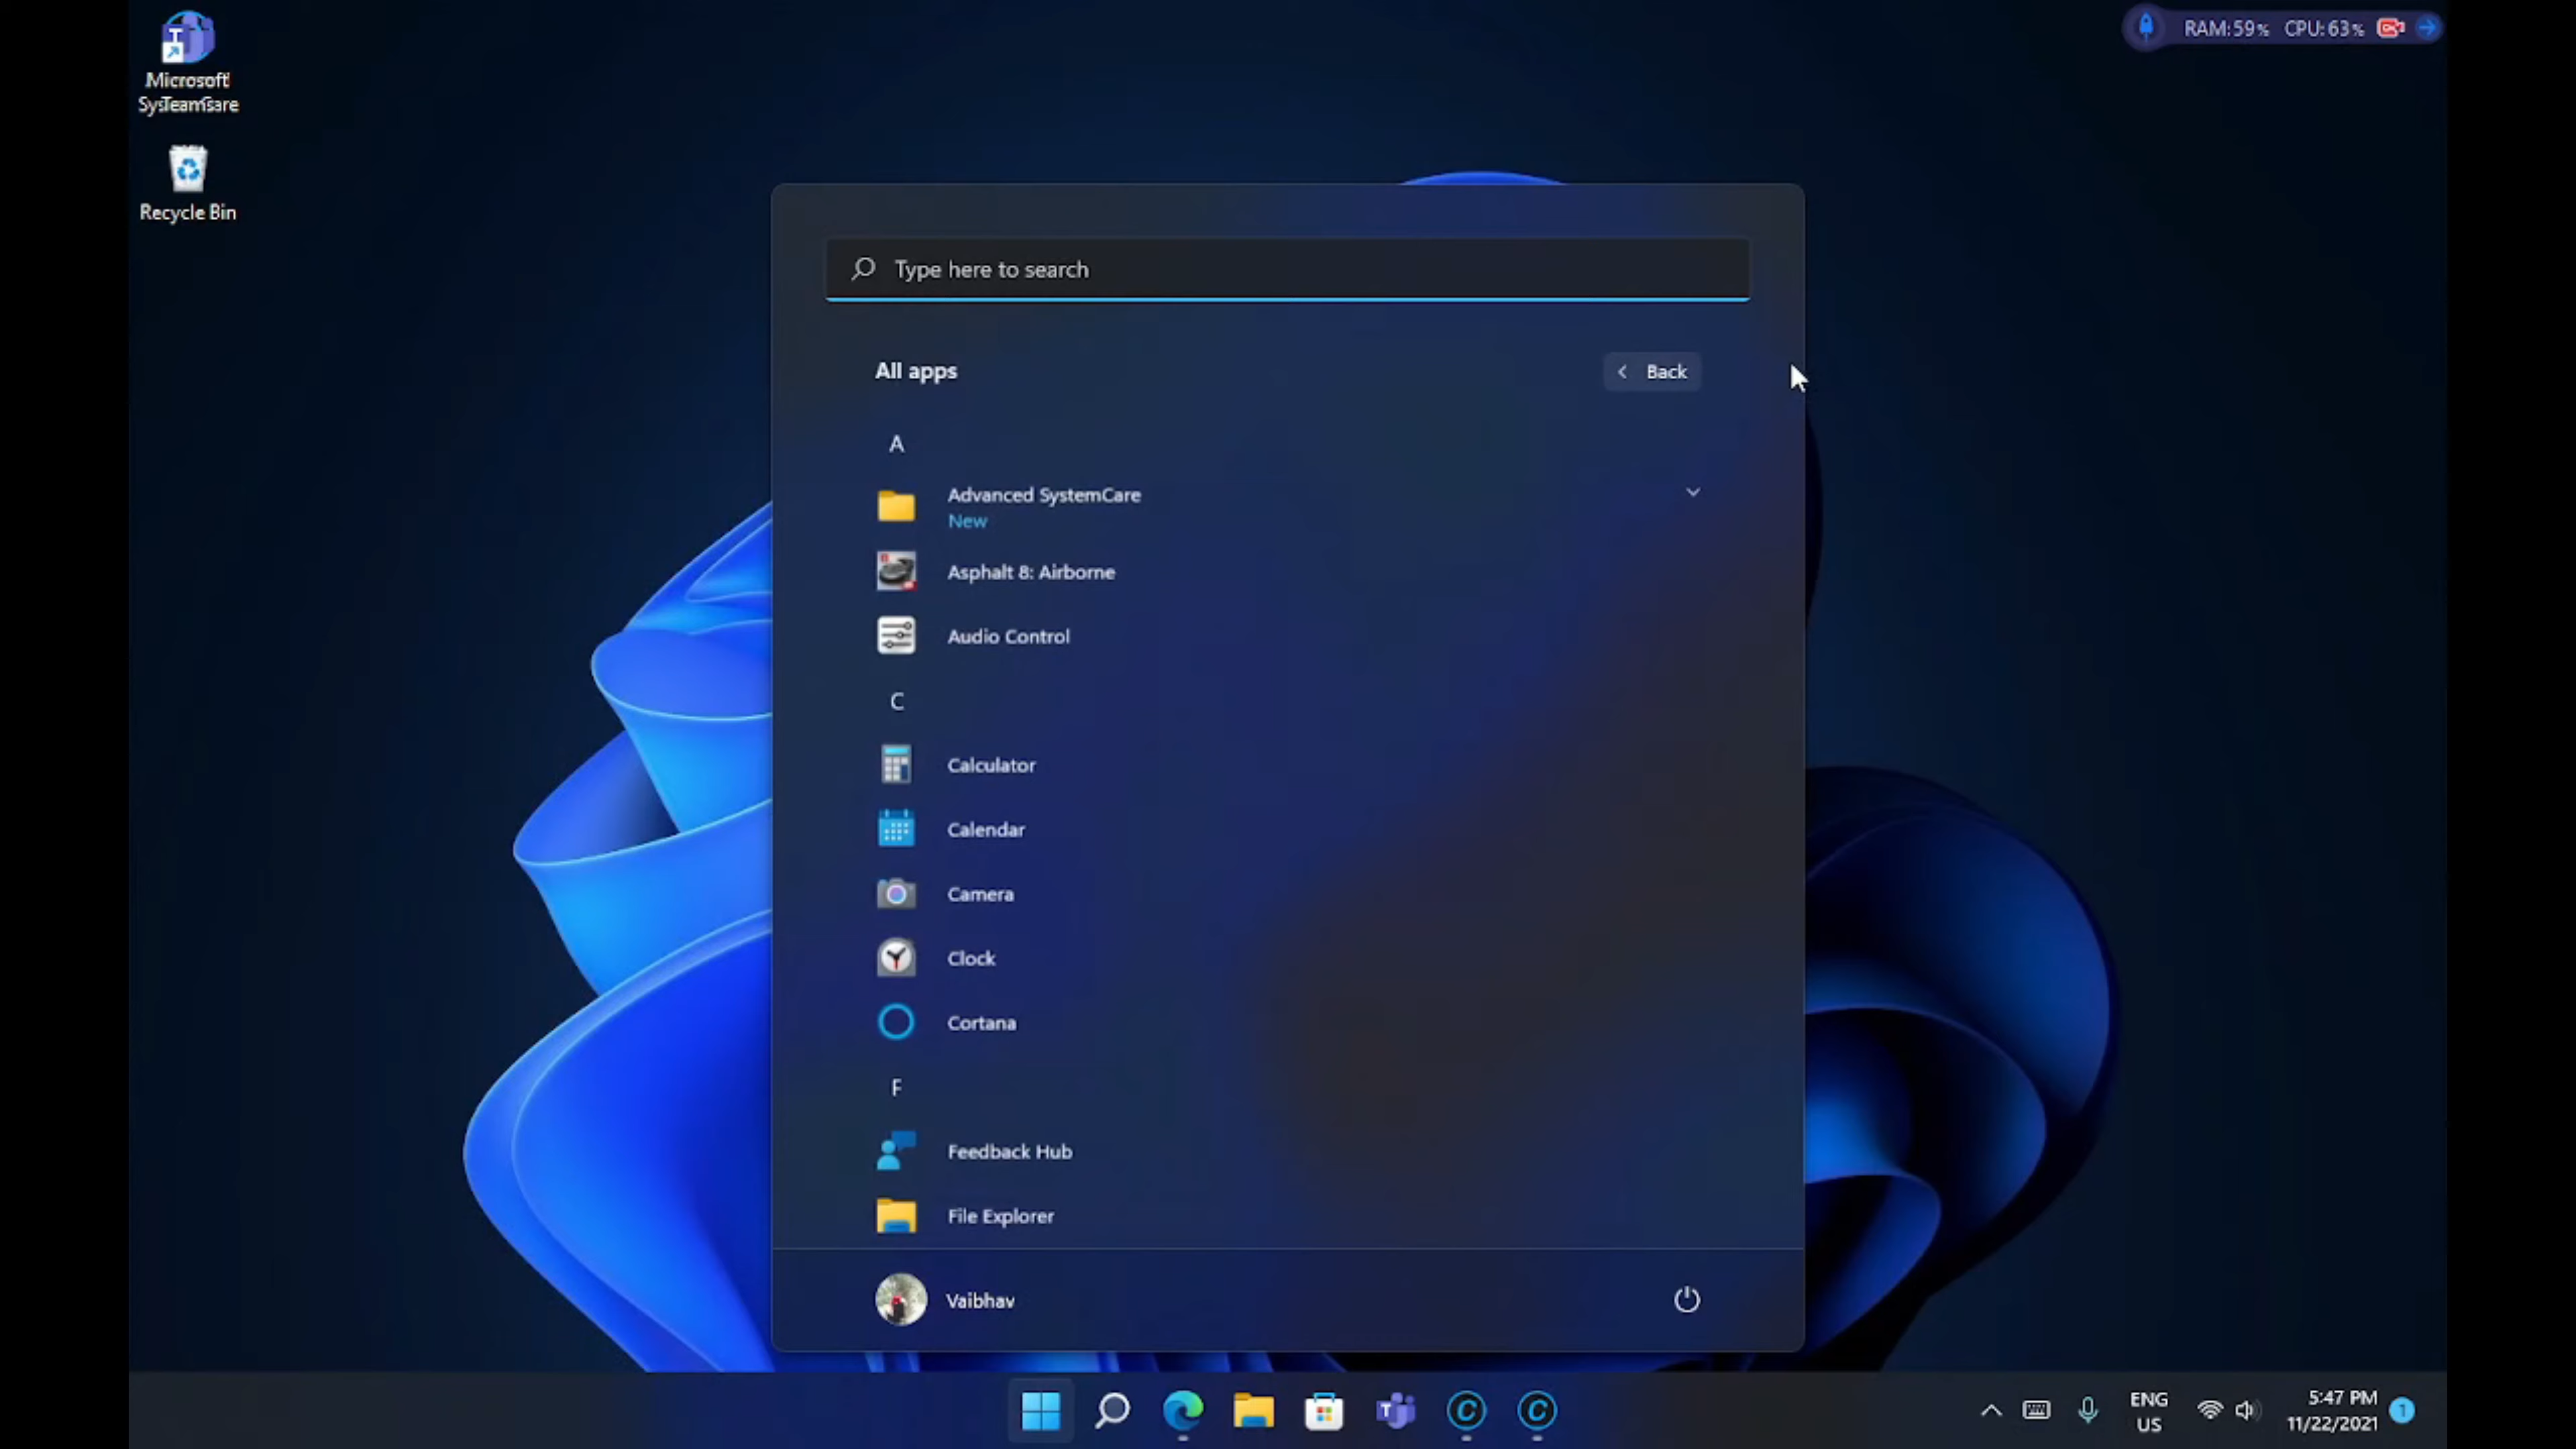 Microsoft
Recycle Bin
RAM:59% CPU:63%
Type here to search
All apps
Back
A
Advanced SystemCare
New
Asphalt 8: Airborne
Audio Control
C
Calculator
Calendar
Camera
Clock
Cortana
F
Feedback Hub
File Explorer
Vaibhav
ENG
US
5:47 PM
11/22/2021
1